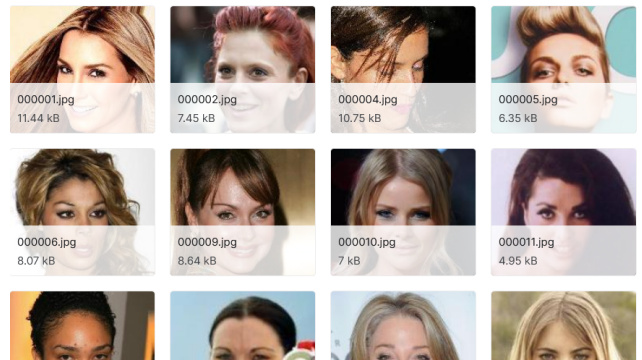 000001.jpg
11.44 kB
000002.jpg
7.45 kB
000004.jpg
10.75 kB
000005.jpg
6.35 kB
000006.jpg
8.07 kB
000009.jpg
8.64 kB
000010.jpg
7 kB
000011.jpg
4.95 kB